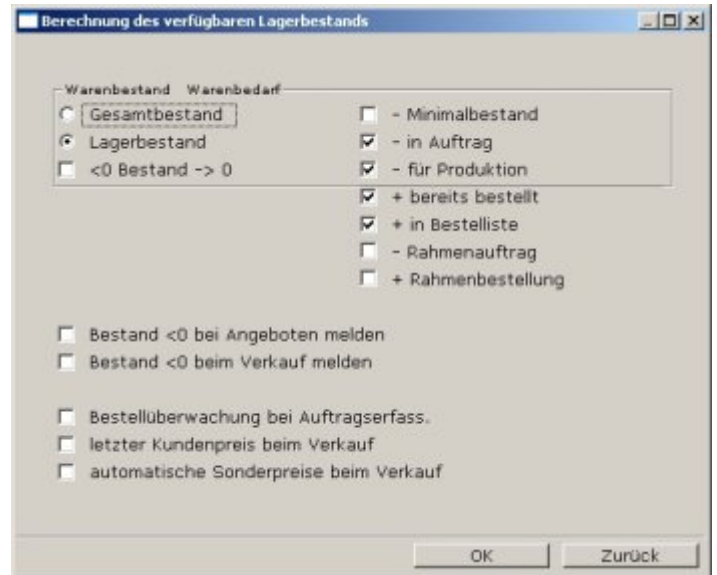 Berechnung des verfügbaren Lagerbestands
Warenbestand Warenbedarf
Gesamtbestand
Lagerbestand
<0 Bestand -> 0
- Minimalbestand
- in Auftrag
- für Produktion
+ bereits bestellt
+ in Bestelliste
- Rahmenauftrag
+ Rahmenbestellung
Bestand <0 bei Angeboten melden
Bestand <0 beim Verkauf melden
Bestellüberwachung bei Auftragserfass.
letzter Kundenpreis beim Verkauf
automatische Sonderpreise beim Verkauf
OK Zurück